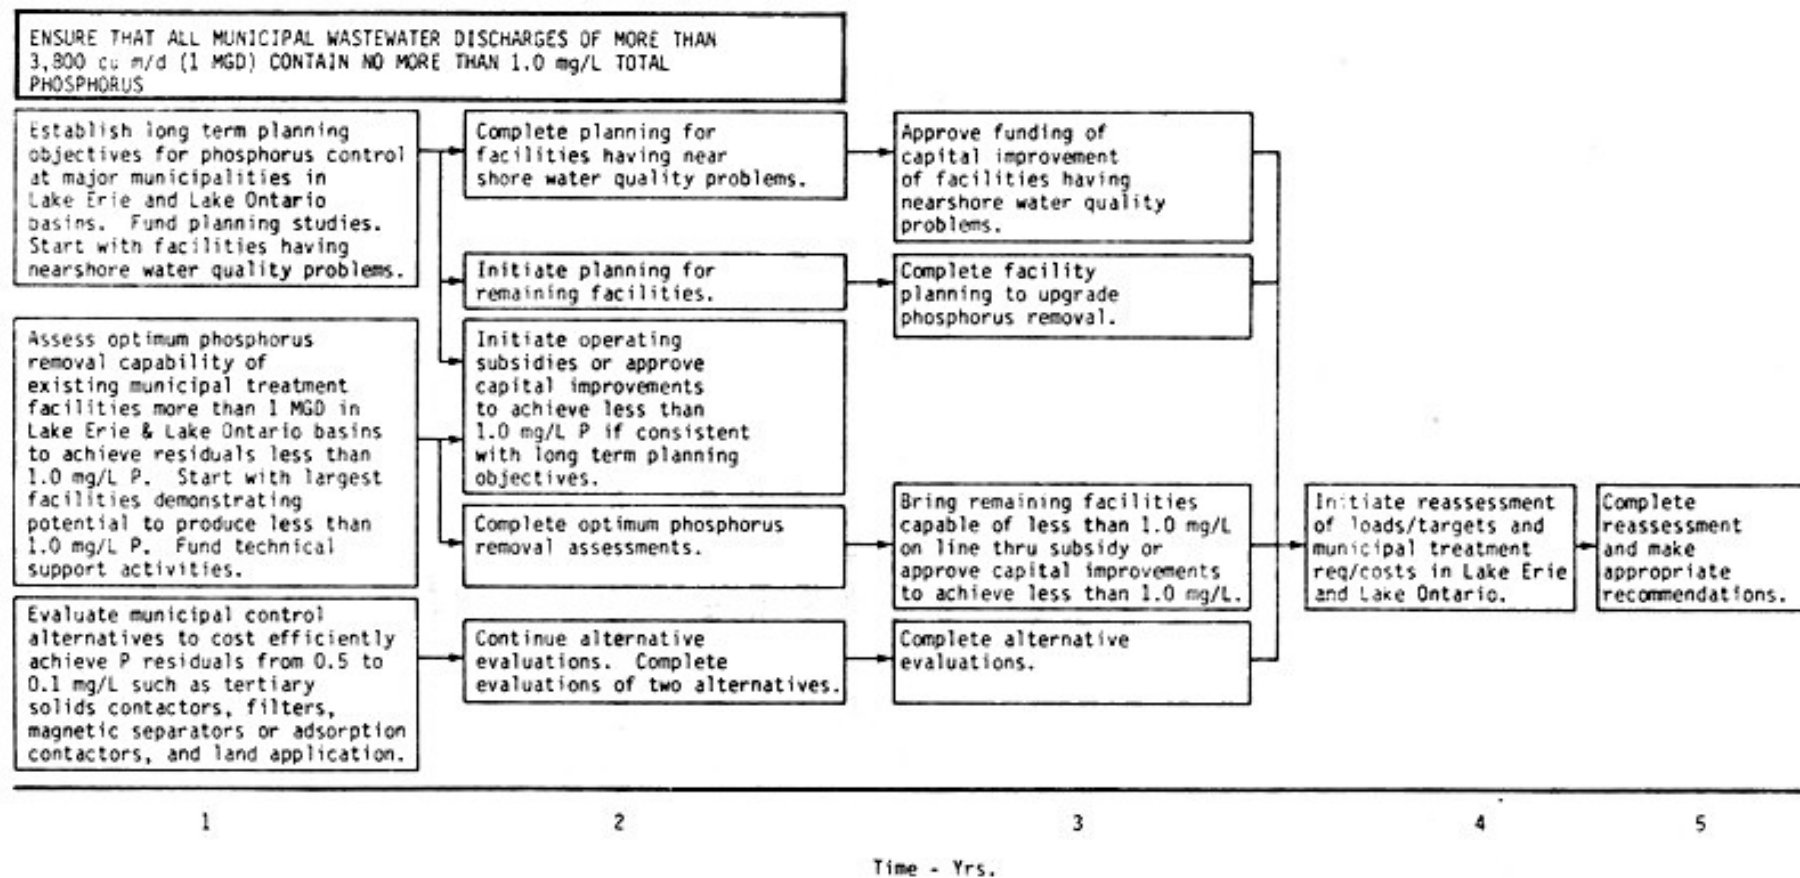 ENSURE THAT ALL MUNICIPAL WASTEWATER DISCHARGES OF MORE THAN
3,800 cu m/d (1 MGD) CONTAIN NO MORE THAN 1.0 mg/L TOTAL
PHOSPHORUS
Establish long term planning
objectives for phosphorus control
at major municipalities in
Lake Erie and Lake Ontario
basins. Fund planning studies.
Start with facilities having
nearshore water quality problems.
Assess optimum phosphorus
removal capability of
existing municipal treatment
facilities more than 1 MGD in
Lake Erie & Lake Ontario basins
to achieve residuals less than
1.0 mg/L P. Start with largest
facilities demonstrating
potential to produce less than
1.0 mg/L P. Fund technical
support activities.
Evaluate municipal control
alternatives to cost efficiently
achieve P residuals from 0.5 to
0.1 mg/L such as tertiary
solids contactors, filters,
magnetic separators or adsorption
contactors, and land application.
Complete planning for
facilities having near
shore water quality problems.
Initiate planning for
remaining facilities.
Initiate operating
subsidies or approve
capital improvements
to achieve less than
1.0 mg/L P if consistent
with long term planning
objectives.
Complete optimum phosphorus
removal assessments.
Continue alternative
evaluations. Complete
evaluations of two alternatives.
Approve funding of
capital improvement
of facilities having
nearshore water quality
problems.
Complete facility
planning to upgrade
phosphorus removal.
Bring remaining facilities
capable of less than 1.0 mg/L
on line thru subsidy or
approve capital improvements
to achieve less than 1.0 mg/L.
Complete alternative
evaluations.
Initiate reassessment
of loads/targets and
municipal treatment
req/costs in Lake Erie
and Lake Ontario.
Complete
reassessment
and make
appropriate
recommendations.
1 2 3 4 5
Time - Yrs.